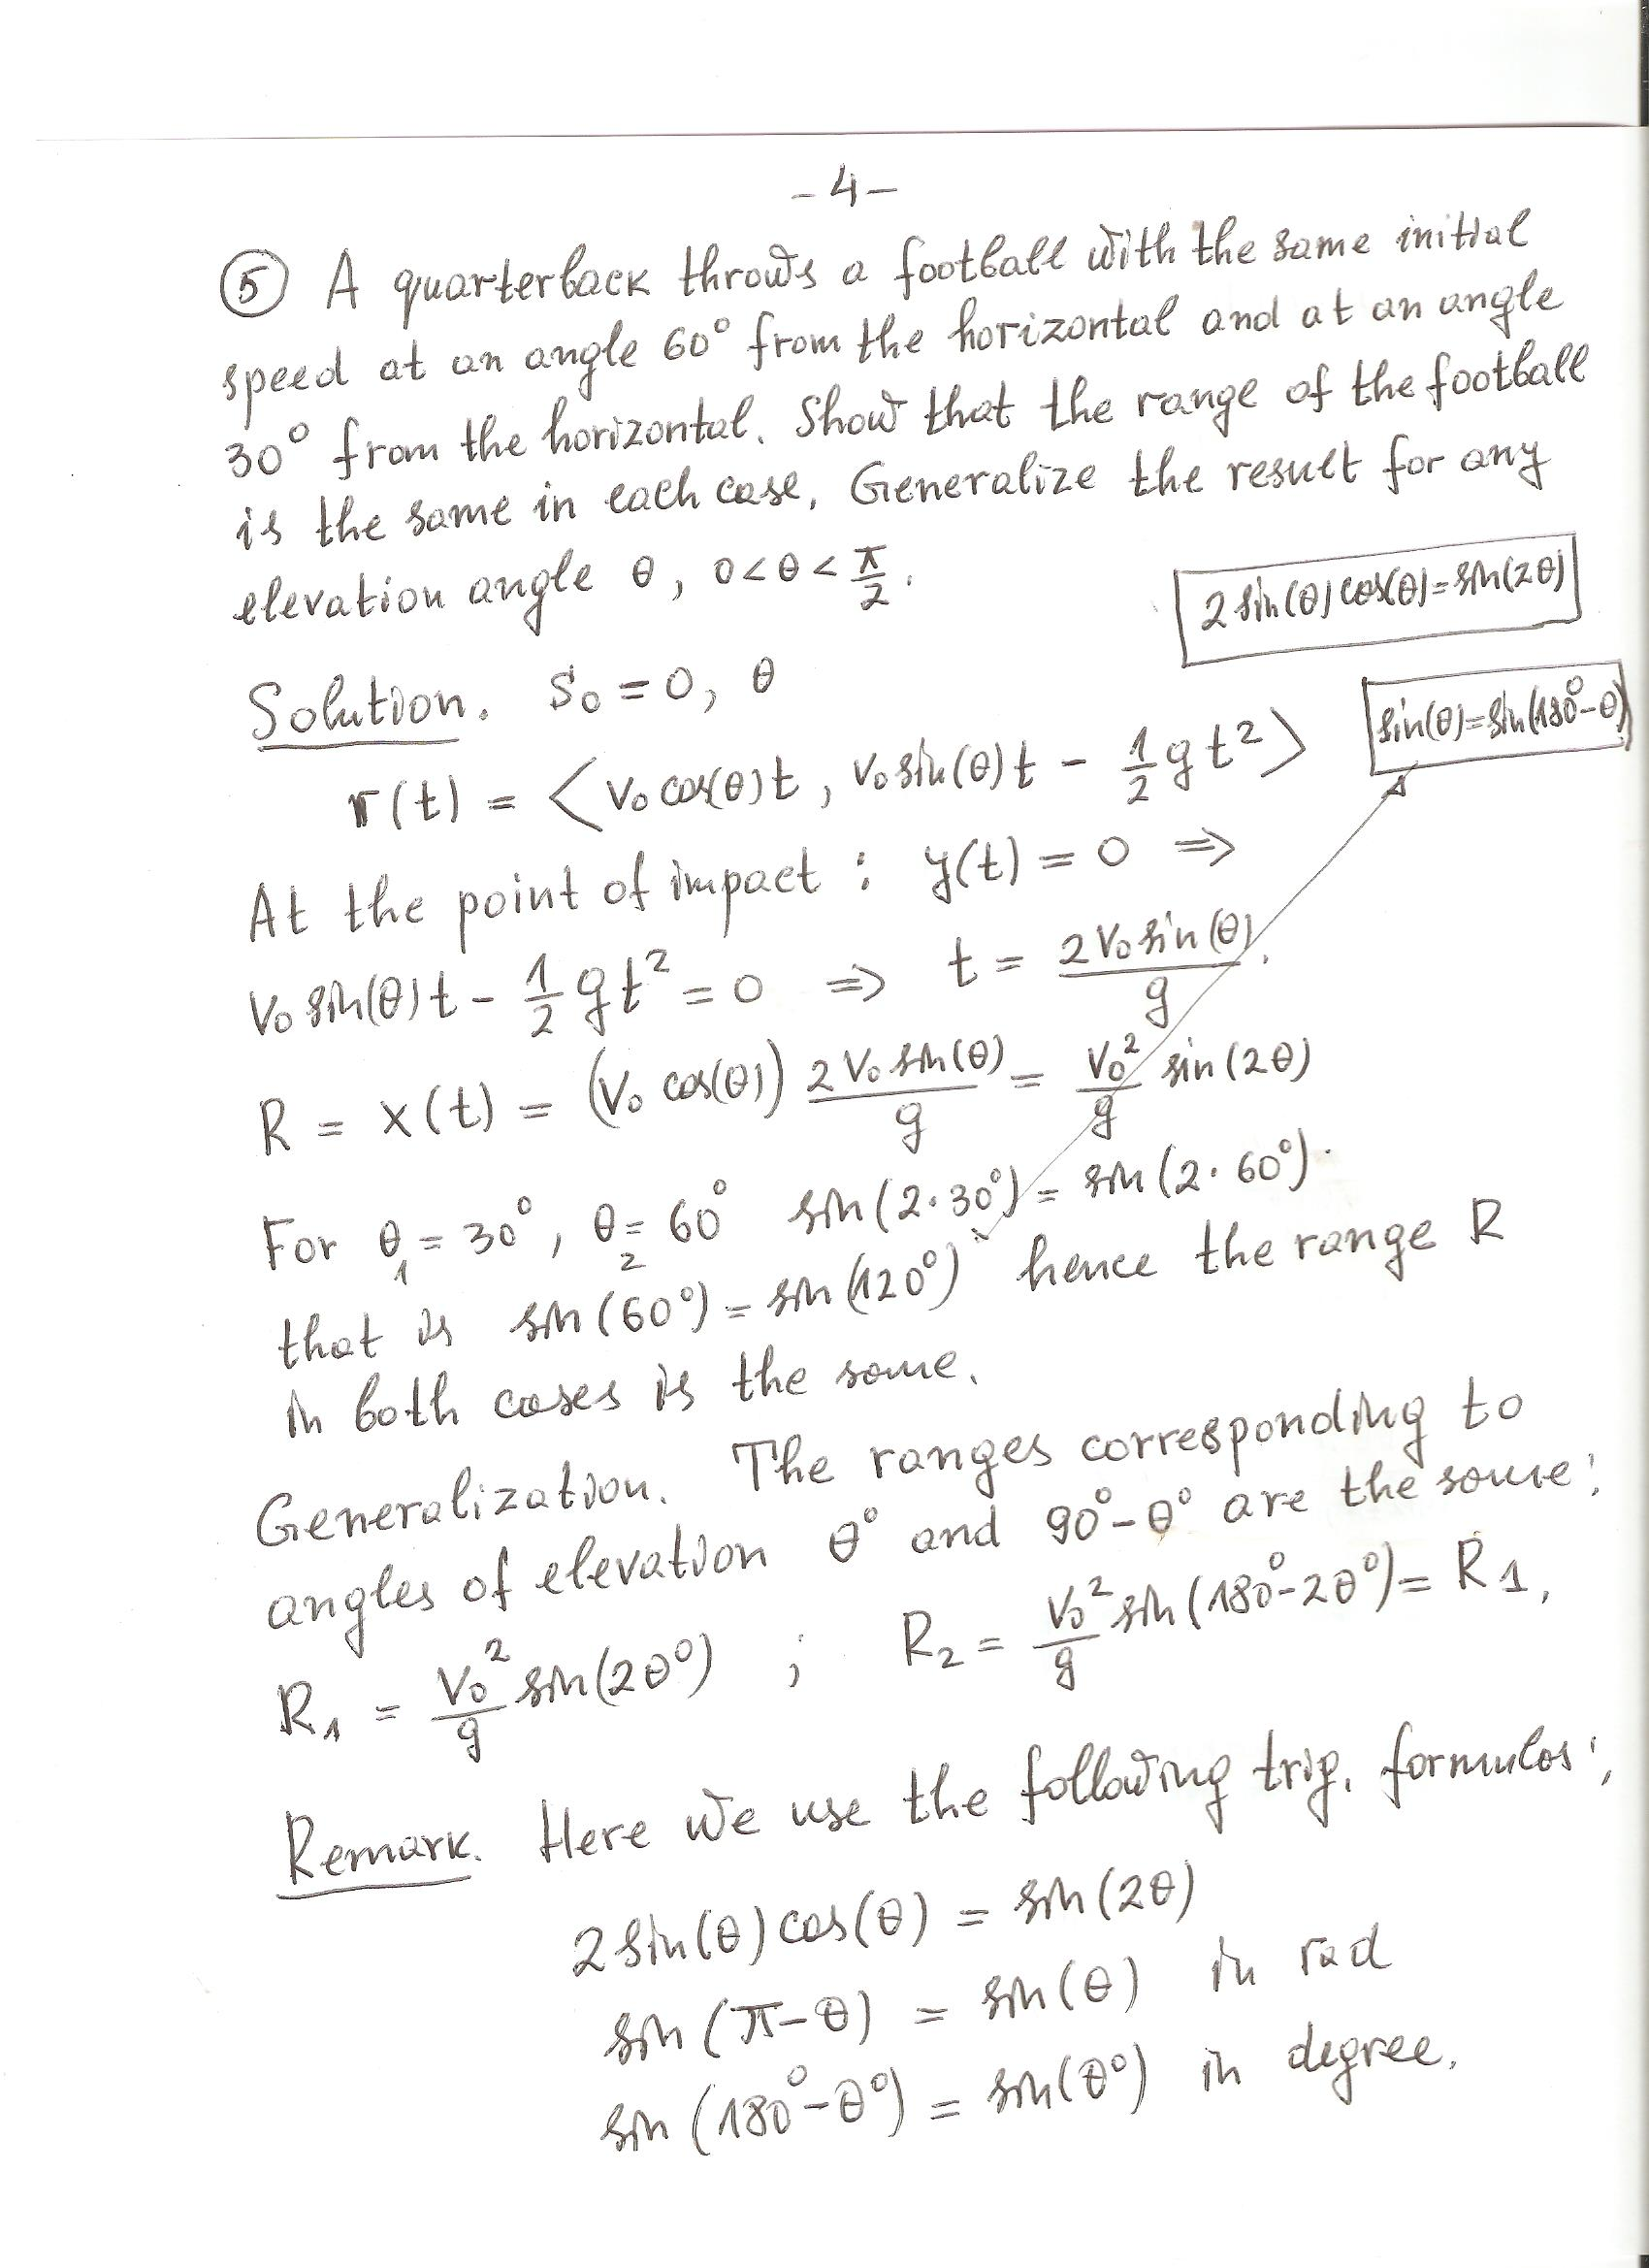 -4-
⑤ A quarterback throws a football with the same initial
speed at an angle 60° from the horizontal and at an angle
30° from the horizontal. Show that the range of the football
is the same in each case. Generalize the result for any
elevation angle θ, 0<θ<π/2.
2 sin(θ) cos(θ) = sin(2θ)
Solution. S₀ = 0, θ
sin(θ) = sin(180° - θ)
r(t) = ⟨v₀ cos(θ)t, v₀ sin(θ)t - 1/2 gt²⟩
At the point of impact : y(t) = 0 ⇒
v₀ sin(θ)t - 1/2 gt² = 0 ⇒ t = 2v₀ sin(θ)/g.
R = x(t) = (v₀ cos(θ)) 2v₀ sin(θ)/g = v₀²/g sin(2θ)
For θ₁ = 30°, θ₂ = 60° sin(2·30°) = sin(2·60°).
that is sin(60°) = sin(120°) hence the range R
in both cases is the same.
Generalization. The ranges corresponding to
angles of elevation θ° and 90° - θ° are the same:
R₁ = v₀²/g sin(2θ°) ; R₂ = v₀²/g sin(180° - 2θ°) = R₁.
Remark. Here we use the following trig. formulas:
2 sin(θ) cos(θ) = sin(2θ)
sin(π - θ) = sin(θ) in rad
sin(180° - θ°) = sin(θ°) in degree.